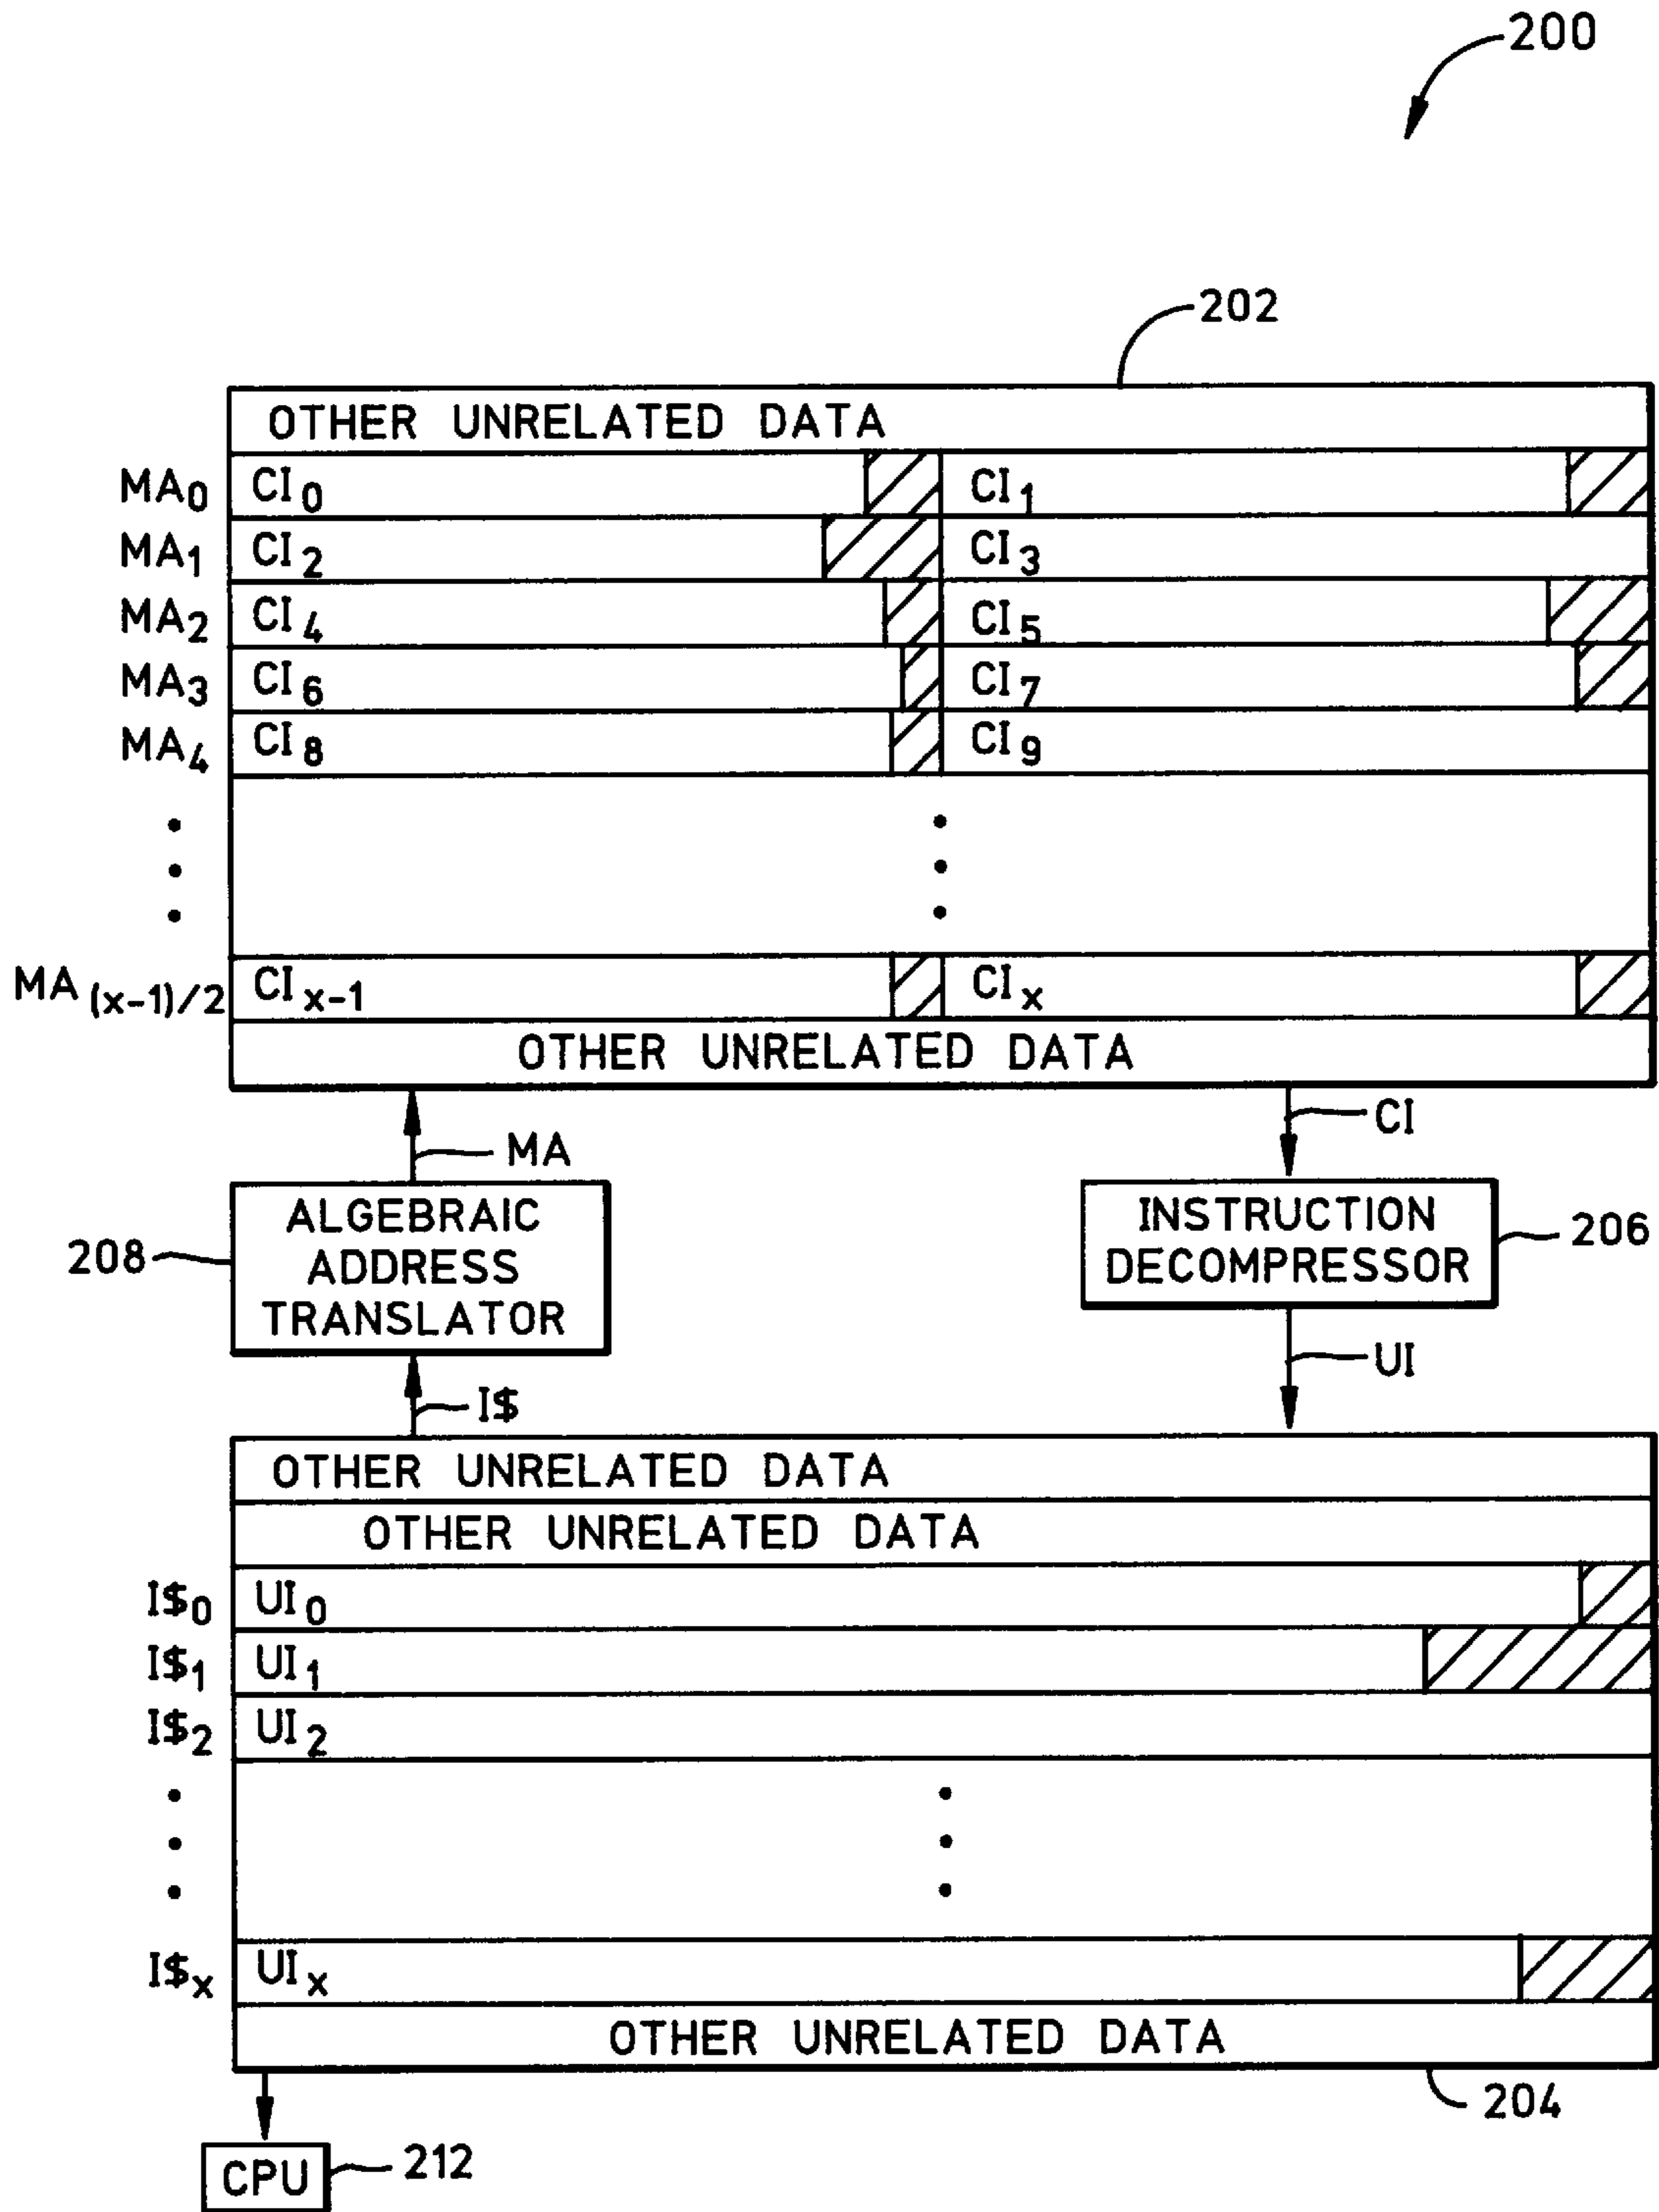 200
202
OTHER UNRELATED DATA
MA0 CI0 CI1
MA1 CI2 CI3
MA2 CI4 CI5
MA3 CI6 CI7
MA4 CI8 CI9
MA(x-1)/2 CIx-1 CIx
OTHER UNRELATED DATA
MA
CI
208
ALGEBRAIC
ADDRESS
TRANSLATOR
INSTRUCTION
DECOMPRESSOR
206
I$
UI
OTHER UNRELATED DATA
OTHER UNRELATED DATA
I$0 UI0
I$1 UI1
I$2 UI2
I$x UIx
OTHER UNRELATED DATA
204
CPU
212